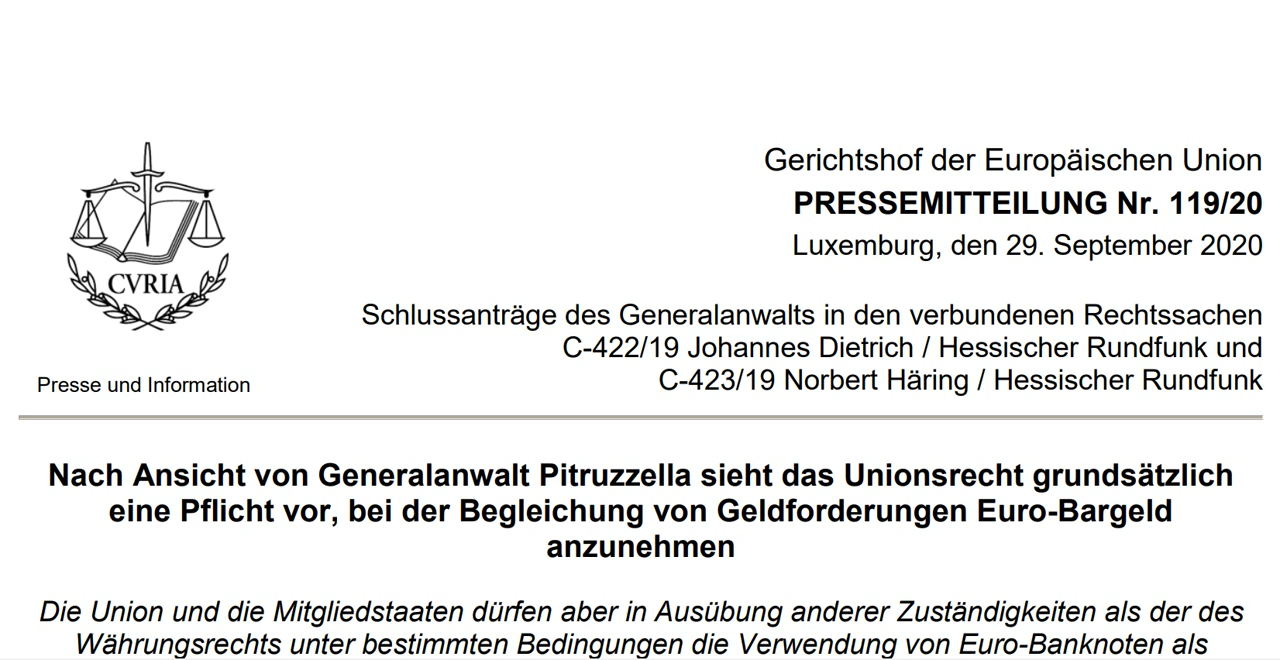 Gerichtshof der Europäischen Union
PRESSEMITTEILUNG Nr. 119/20
Luxemburg, den 29. September 2020
CVRIA
Schlussanträge des Generalanwalts in den verbundenen Rechtssachen
C-422/19 Johannes Dietrich / Hessischer Rundfunk und
C-423/19 Norbert Häring / Hessischer Rundfunk
Presse und Information
Nach Ansicht von Generalanwalt Pitruzzella sieht das Unionsrecht grundsätzlich
eine Pflicht vor, bei der Begleichung von Geldforderungen Euro-Bargeld
anzunehmen
Die Union und die Mitgliedstaaten dürfen aber in Ausübung anderer Zuständigkeiten als der des
Währungsrechts unter bestimmten Bedingungen die Verwendung von Euro-Banknoten als